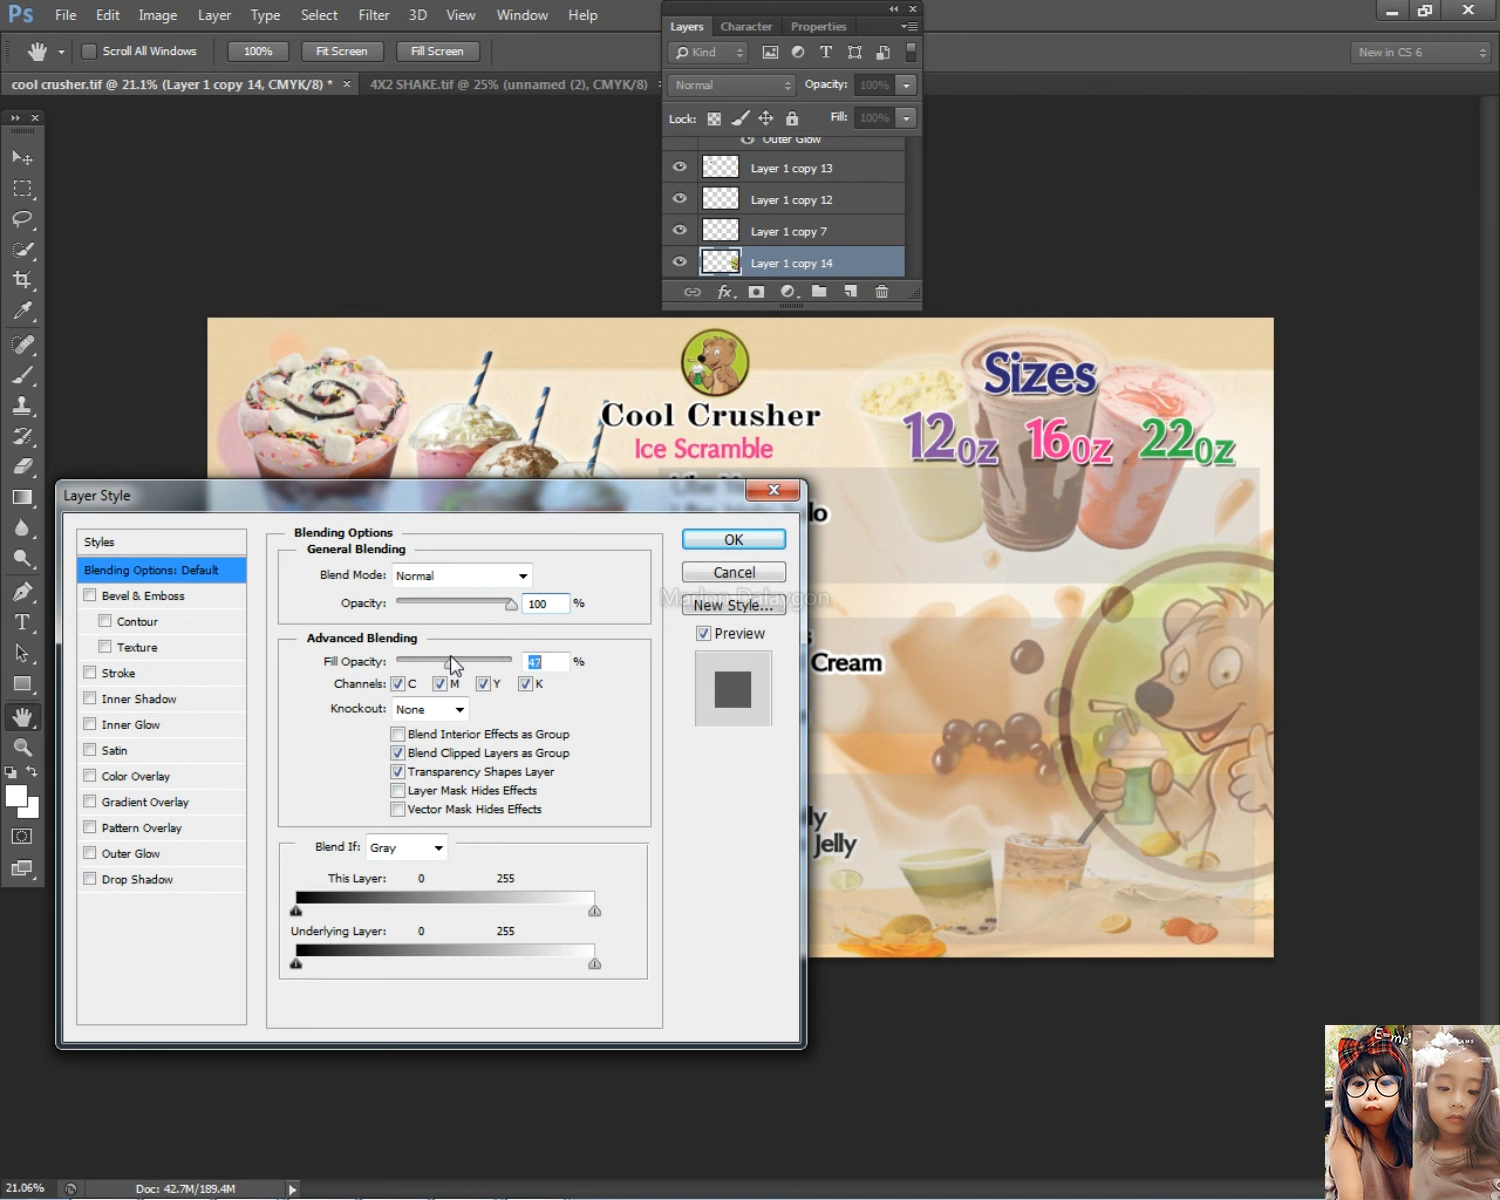 Ps File Edit Image Layer Type Select Filter 3D View Window Help
Layers Character Properties
Scroll All Windows 100% Fit Screen Fill Screen
Kind
New in CS 6
cool crusher.tif @ 21.1% (Layer 1 copy 14, CMYK/8) * × 4X2 SHAKE.tif @ 25% (unnamed (2), CMYK/8)
Normal Opacity: 100%
Lock: Fill: 100%
Outer Glow
Layer 1 copy 13
Layer 1 copy 12
Layer 1 copy 7
Layer 1 copy 14
Sizes
Cool Crusher
Ice Scramble
12oz 16oz 22oz
lo
s
Cream
ly
Jelly
Layer Style
Styles
Blending Options: Default
Bevel & Emboss
Contour
Texture
Stroke
Inner Shadow
Inner Glow
Satin
Color Overlay
Gradient Overlay
Pattern Overlay
Outer Glow
Drop Shadow
Blending Options
General Blending
Blend Mode: Normal
Opacity: 100 %
Advanced Blending
Fill Opacity: 47 %
Channels: C M Y K
Knockout: None
Blend Interior Effects as Group
Blend Clipped Layers as Group
Transparency Shapes Layer
Layer Mask Hides Effects
Vector Mask Hides Effects
Blend If: Gray
This Layer: 0 255
Underlying Layer: 0 255
OK
Cancel
Marlon Dalaygon
New Style...
Preview
21.06% Doc: 42.7M/189.4M